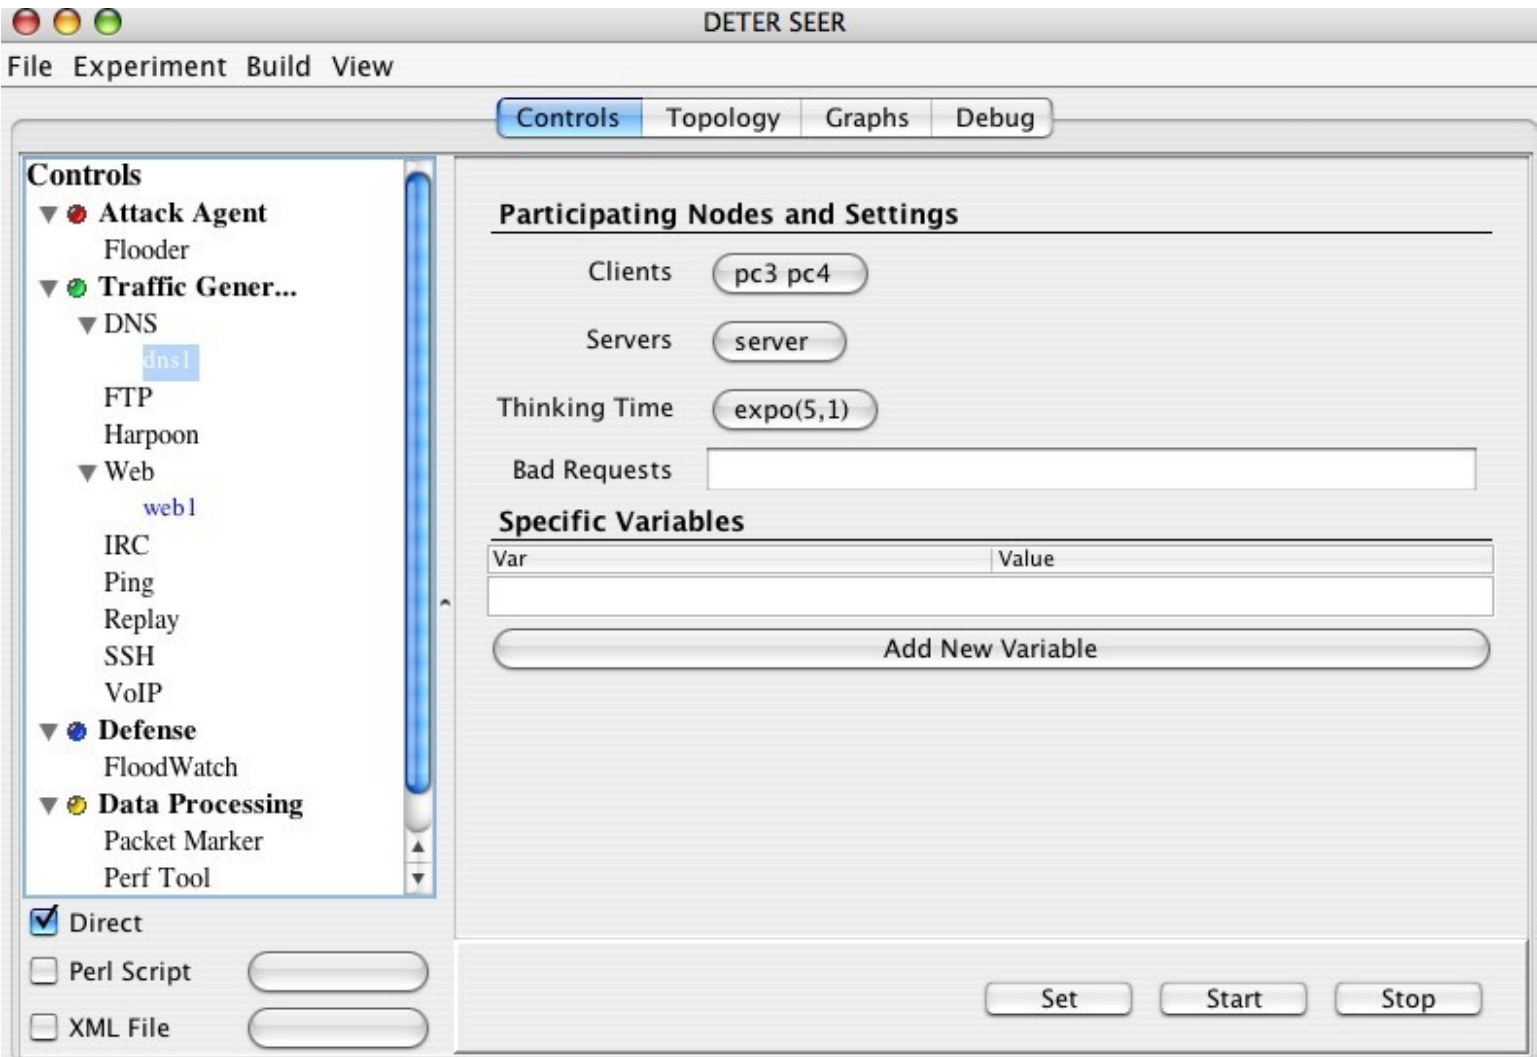 DETER SEER
File Experiment Build View
Controls Topology Graphs Debug
Controls
Attack Agent
Flooder
Traffic Gener...
DNS
dns1
FTP
Harpoon
Web
web1
IRC
Ping
Replay
SSH
VoIP
Defense
FloodWatch
Data Processing
Packet Marker
Perf Tool
Direct
Perl Script
XML File
Participating Nodes and Settings
Clients pc3 pc4
Servers server
Thinking Time expo(5,1)
Bad Requests
Specific Variables
Var Value
Add New Variable
Set Start Stop